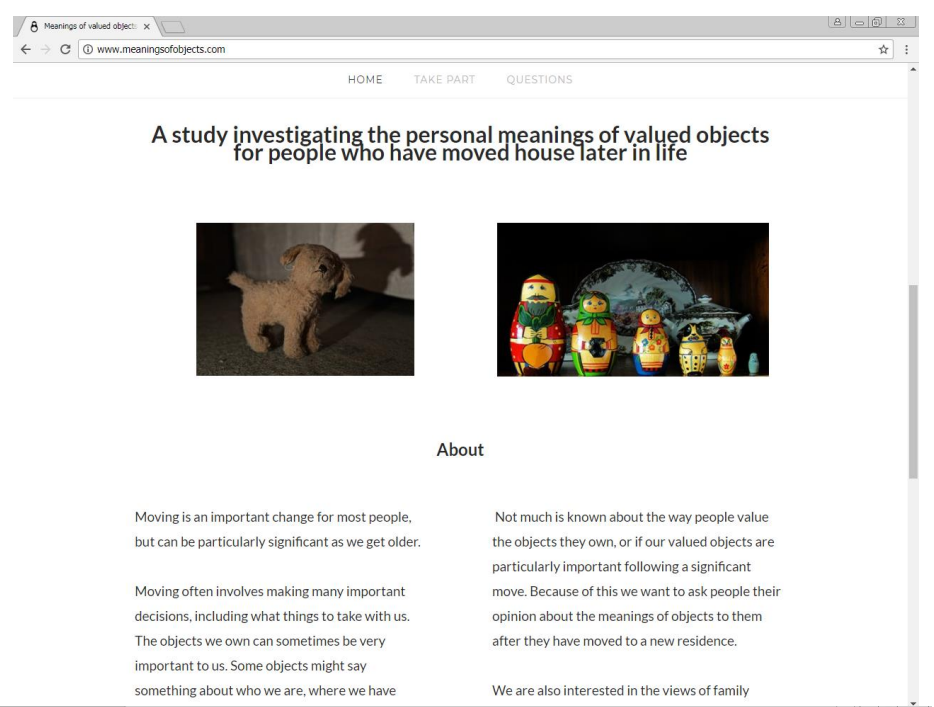 Meanings of valued objects
www.meaningsofobjects.com
HOME TAKE PART QUESTIONS
A study investigating the personal meanings of valued objects
for people who have moved house later in life
About
Moving is an important change for most people,
but can be particularly significant as we get older.
Moving often involves making many important
decisions, including what things to take with us.
The objects we own can sometimes be very
important to us. Some objects might say
something about who we are, where we have
Not much is known about the way people value
the objects they own, or if our valued objects are
particularly important following a significant
move. Because of this we want to ask people their
opinion about the meanings of objects to them
after they have moved to a new residence.
We are also interested in the views of family